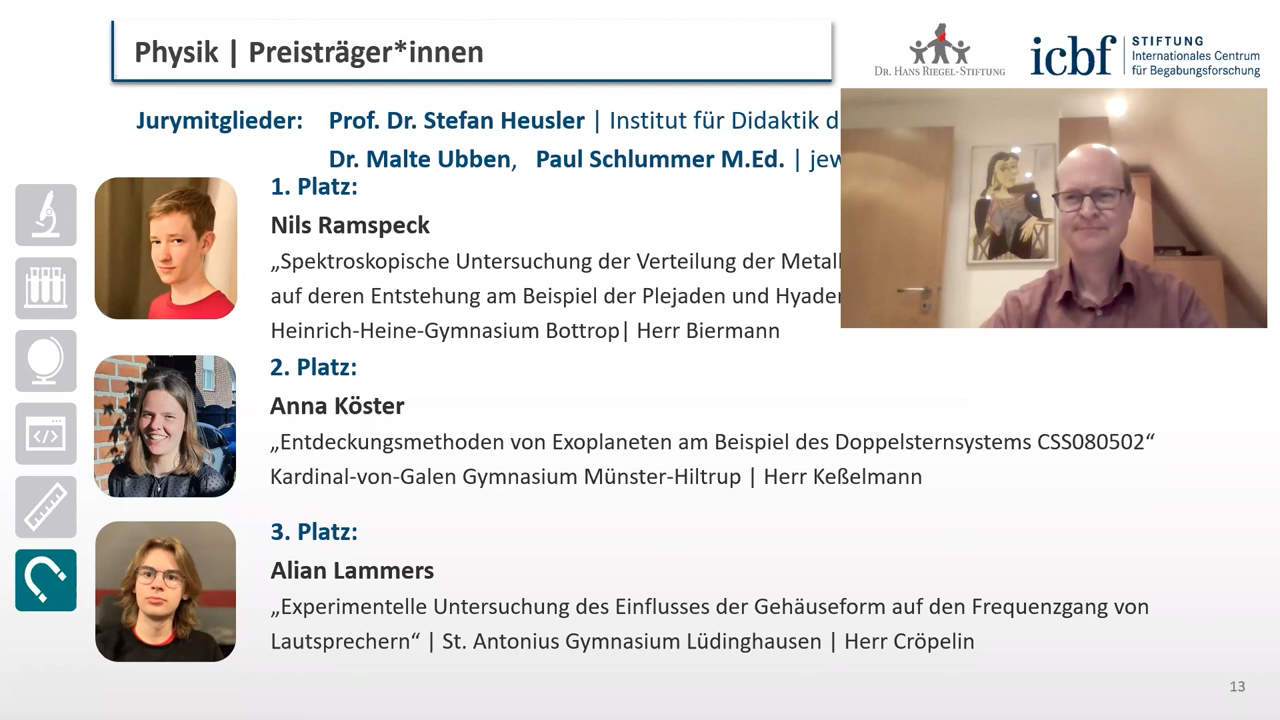 Physik | Preisträger*innen
DR. HANS RIEGEL-STIFTUNG
icbf
STIFTUNG
Internationales Centrum
für Begabungsforschung
Jurymitglieder: Prof. Dr. Stefan Heusler | Institut für Didaktik d
Dr. Malte Ubben, Paul Schlummer M.Ed. | jew
1. Platz:
Nils Ramspeck
„Spektroskopische Untersuchung der Verteilung der Metall
auf deren Entstehung am Beispiel der Plejaden und Hyaden
Heinrich-Heine-Gymnasium Bottrop| Herr Biermann
2. Platz:
Anna Köster
„Entdeckungsmethoden von Exoplaneten am Beispiel des Doppelsternsystems CSS080502“
Kardinal-von-Galen Gymnasium Münster-Hiltrup | Herr Keßelmann
3. Platz:
Alian Lammers
„Experimentelle Untersuchung des Einflusses der Gehäuseform auf den Frequenzgang von
Lautsprechern“ | St. Antonius Gymnasium Lüdinghausen | Herr Cröpelin
13